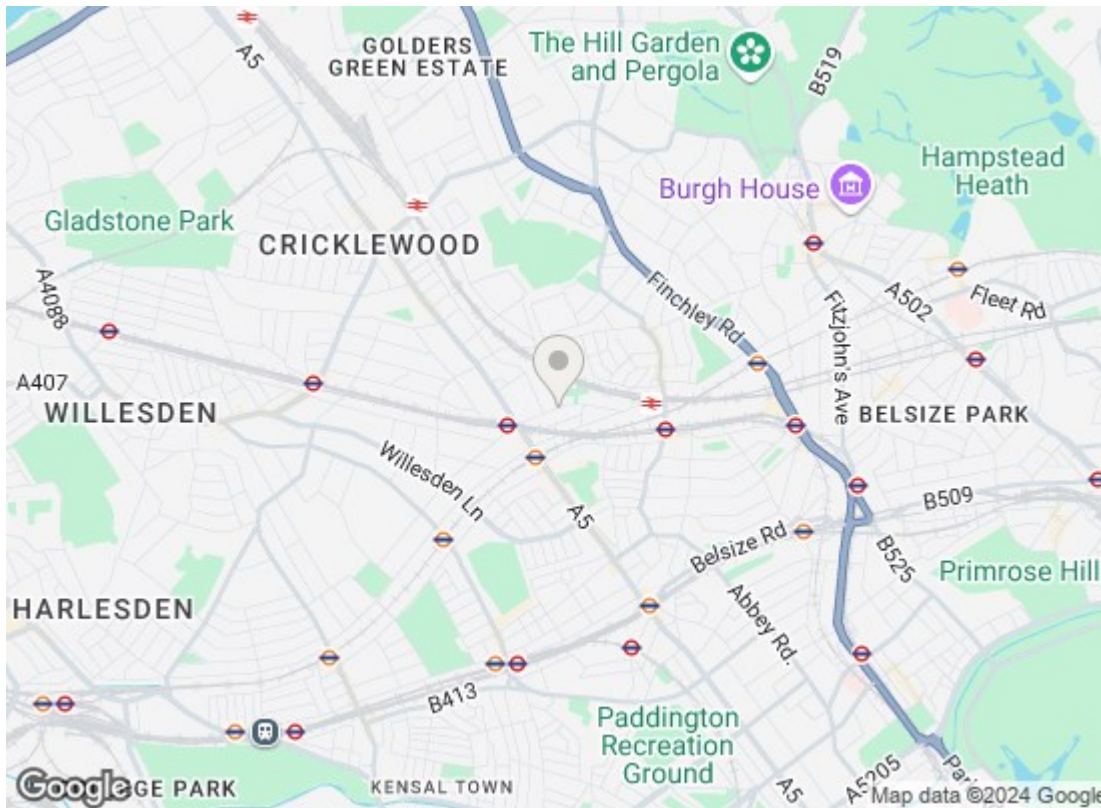 A5
GOLDERS
GREEN ESTATE
The Hill Garden
and Pergola
B519
Hampstead
Heath
Burgh House
Gladstone Park
CRICKLEWOOD
A4088
Finchley Rd
A502
Fleet Rd
Fitzjohn's Ave
A407
WILLESDEN
BELSIZE PARK
Willesden Ln
A5
B509
Belsize Rd
B525
Primrose Hill
HARLESDEN
Abbey Rd.
B413
Paddington
Recreation
Ground
GE PARK
KENSAL TOWN
A5
A5205
Google
Map data ©2024 Google